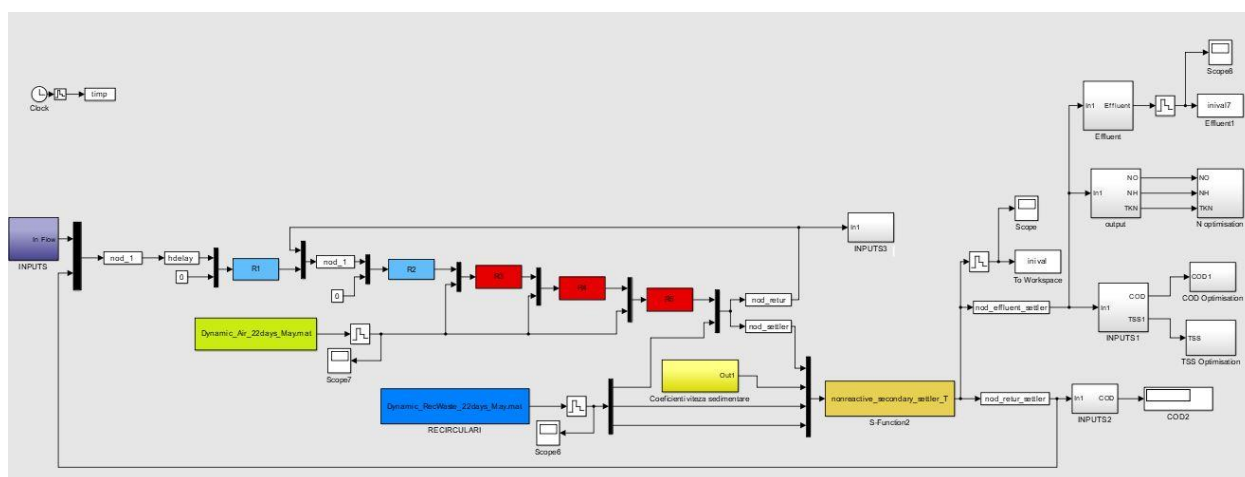 Scope8
Clock
timp
In1
Effluent
Effluent
inival7
Effluent1
In1
NO
NH
TKN
output
NO
NH
TKN
N optimisation
In Flow
INPUTS
nod_1
hdelay
0
R1
nod_1
0
R2
R3
R4
R5
In1
INPUTS3
Scope
inival
To Workspace
nod_retur
nod_settler
nod_effluent_settler
In1
COD
TSS1
INPUTS1
COD1
COD Optimisation
TSS
TSS Optimisation
Dynamic_Air_22days_May.mat
Scope7
Out1
Coeficienti viteza sedimentare
Dynamic_RecWaste_22days_May.mat
RECIRCULARI
Scope6
nonreactive_secondary_settler_T
S-Function2
nod_retur_settler
In1
COD
INPUTS2
COD2